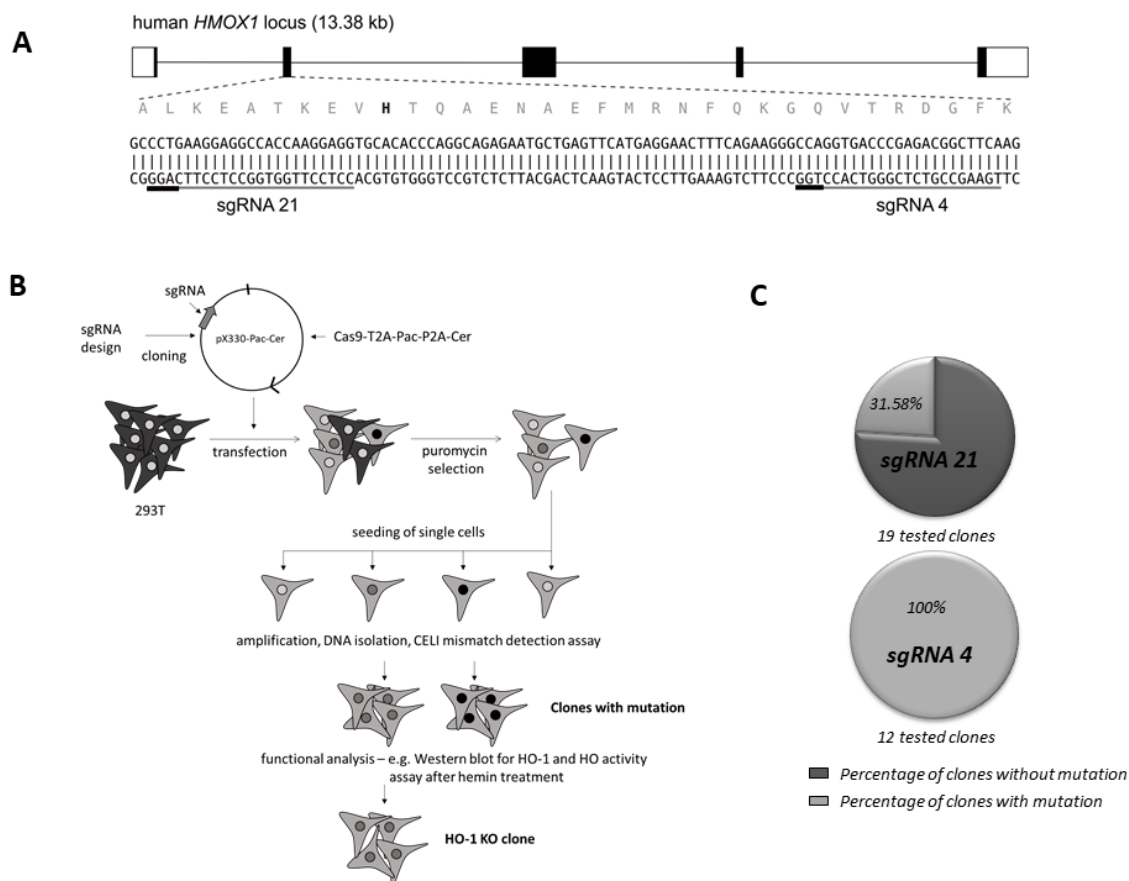 A
human HMOX1 locus (13.38 kb)
A L K E A T K E V H T Q A E N A E F M R N F Q K G Q V T R D G F K
GCCCTGAAGGAGGCCACCAAGGAGGTGCACACCCAGGCAGAGAATGCTGAGTTCATGAGGAACTTTCAGAAGGGCCAGGTGACCCGAGACGGCTTCAAG
CGGGACTTCCTCCGGTGGTTCCTCCACGTGTGGGTCCGTCTCTTACGACTCAAGTACTCCTTGAAAGTCTTCCCGGTCCACTGGGCTCTGCCGAAGTTC
sgRNA 21
sgRNA 4
B
sgRNA
sgRNA
design
cloning
pX330-Pac-Cer
Cas9-T2A-Pac-P2A-Cer
transfection
puromycin
selection
293T
seeding of single cells
amplification, DNA isolation, CELI mismatch detection assay
Clones with mutation
functional analysis – e.g. Western blot for HO-1 and HO activity
assay after hemin treatment
HO-1 KO clone
C
31.58%
sgRNA 21
19 tested clones
100%
sgRNA 4
12 tested clones
Percentage of clones without mutation
Percentage of clones with mutation